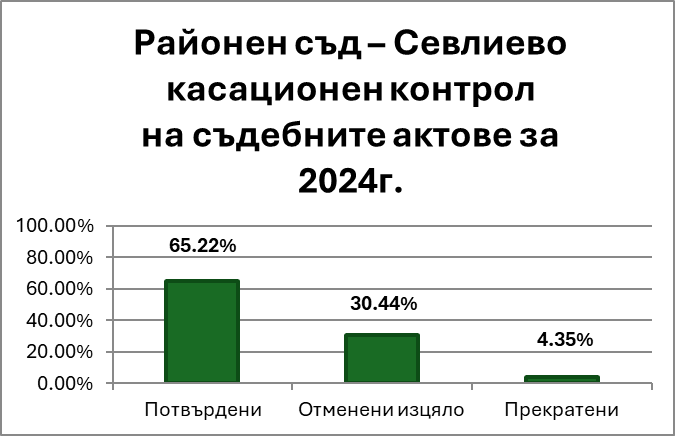 Районен съд – Севлиево
касационен контрол
на съдебните актове за
2024г.
100.00%
80.00%
60.00%
40.00%
20.00%
0.00%
65.22%
30.44%
4.35%
Потвърдени
Отменени изцяло
Прекратени